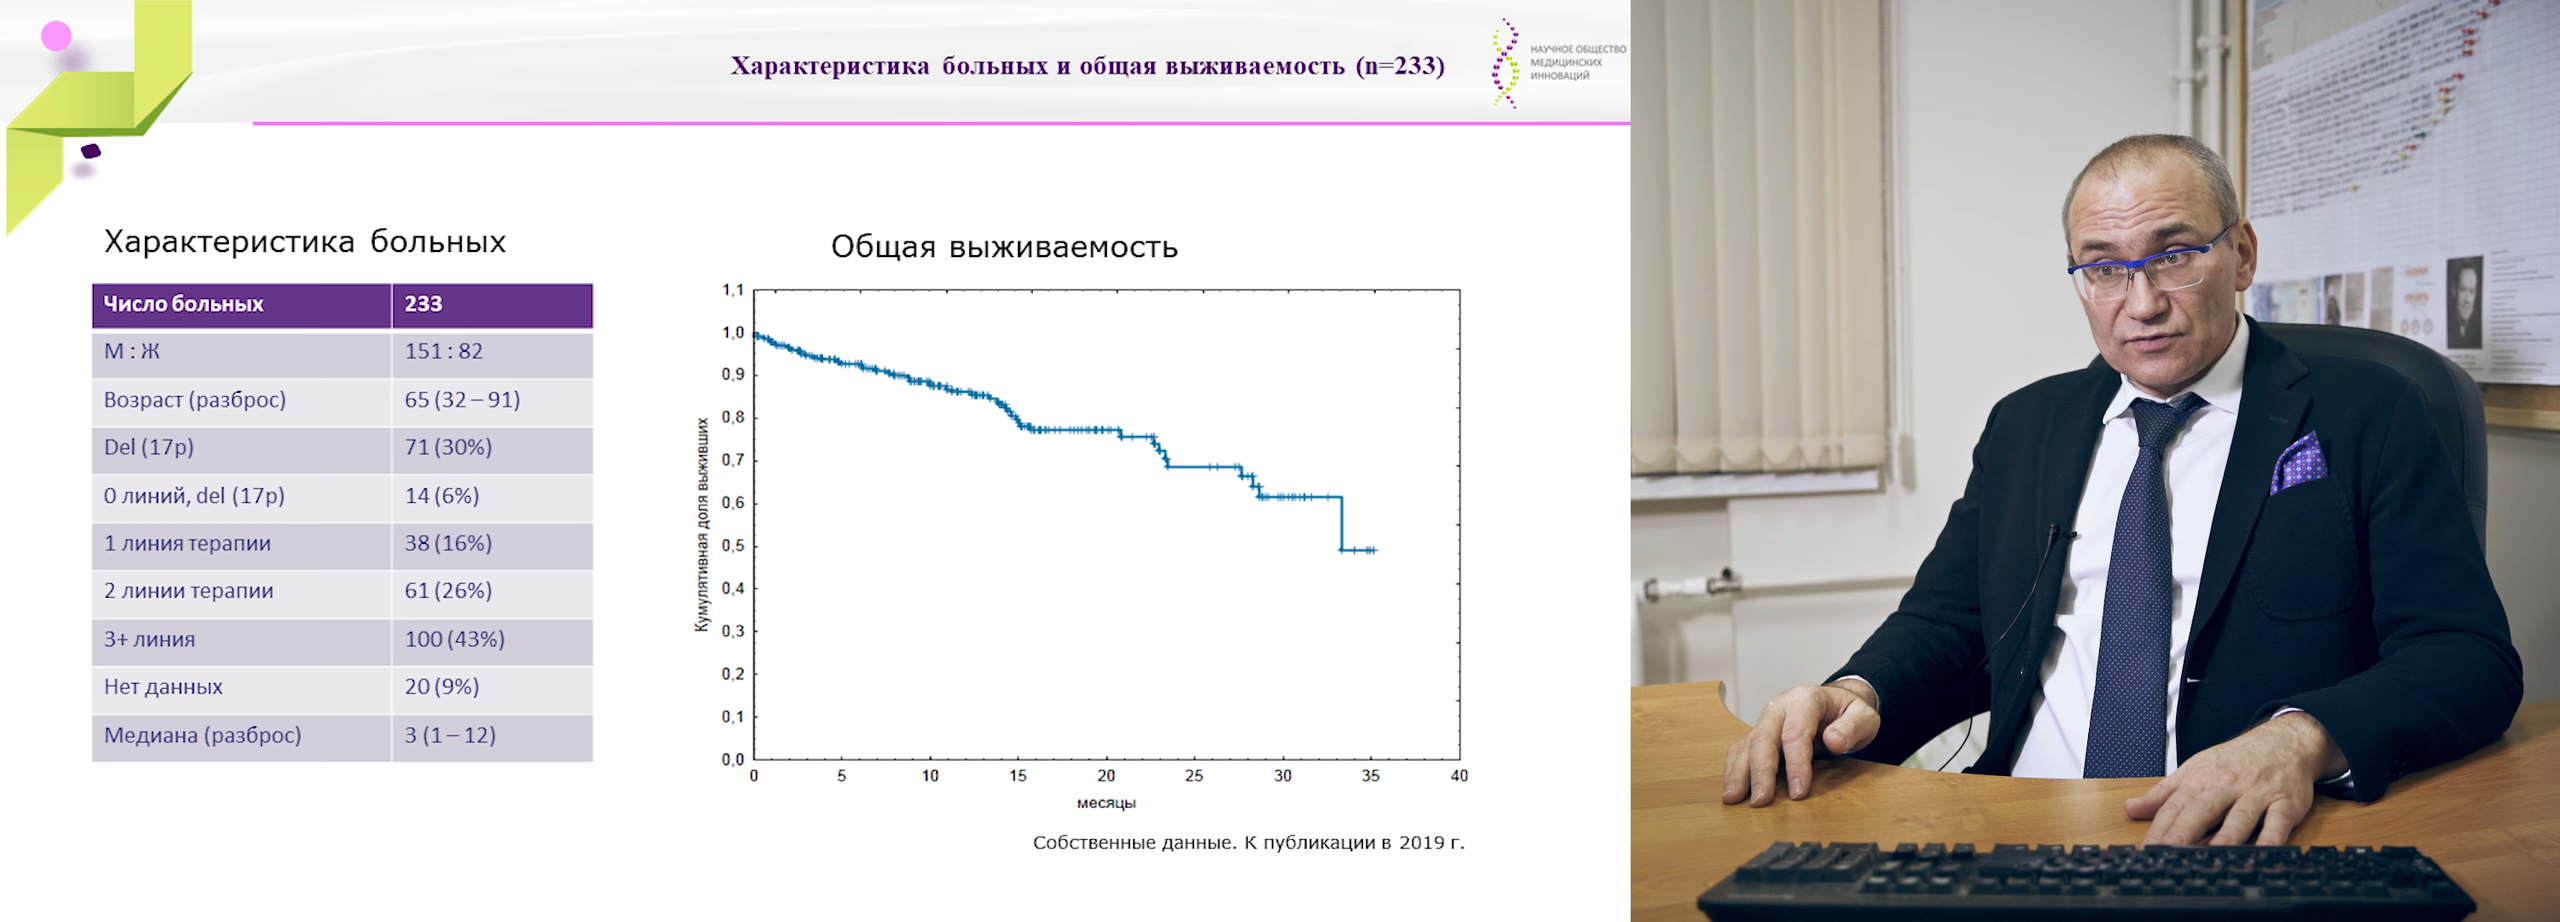 Характеристика больных и общая выживаемость (n=233)
НАУЧНОЕ ОБЩЕСТВО
МЕДИЦИНСКИХ
ИННОВАЦИЙ
Характеристика больных
Число больных 233
М : Ж 151 : 82
Возраст (разброс) 65 (32 – 91)
Del (17p) 71 (30%)
0 линий, del (17p) 14 (6%)
1 линия терапии 38 (16%)
2 линии терапии 61 (26%)
3+ линия 100 (43%)
Нет данных 20 (9%)
Медиана (разброс) 3 (1 – 12)
Общая выживаемость
Кумулятивная доля выживших
1,1
1,0
0,9
0,8
0,7
0,6
0,5
0,4
0,3
0,2
0,1
0,0
0 5 10 15 20 25 30 35 40
месяцы
Собственные данные. К публикации в 2019 г.